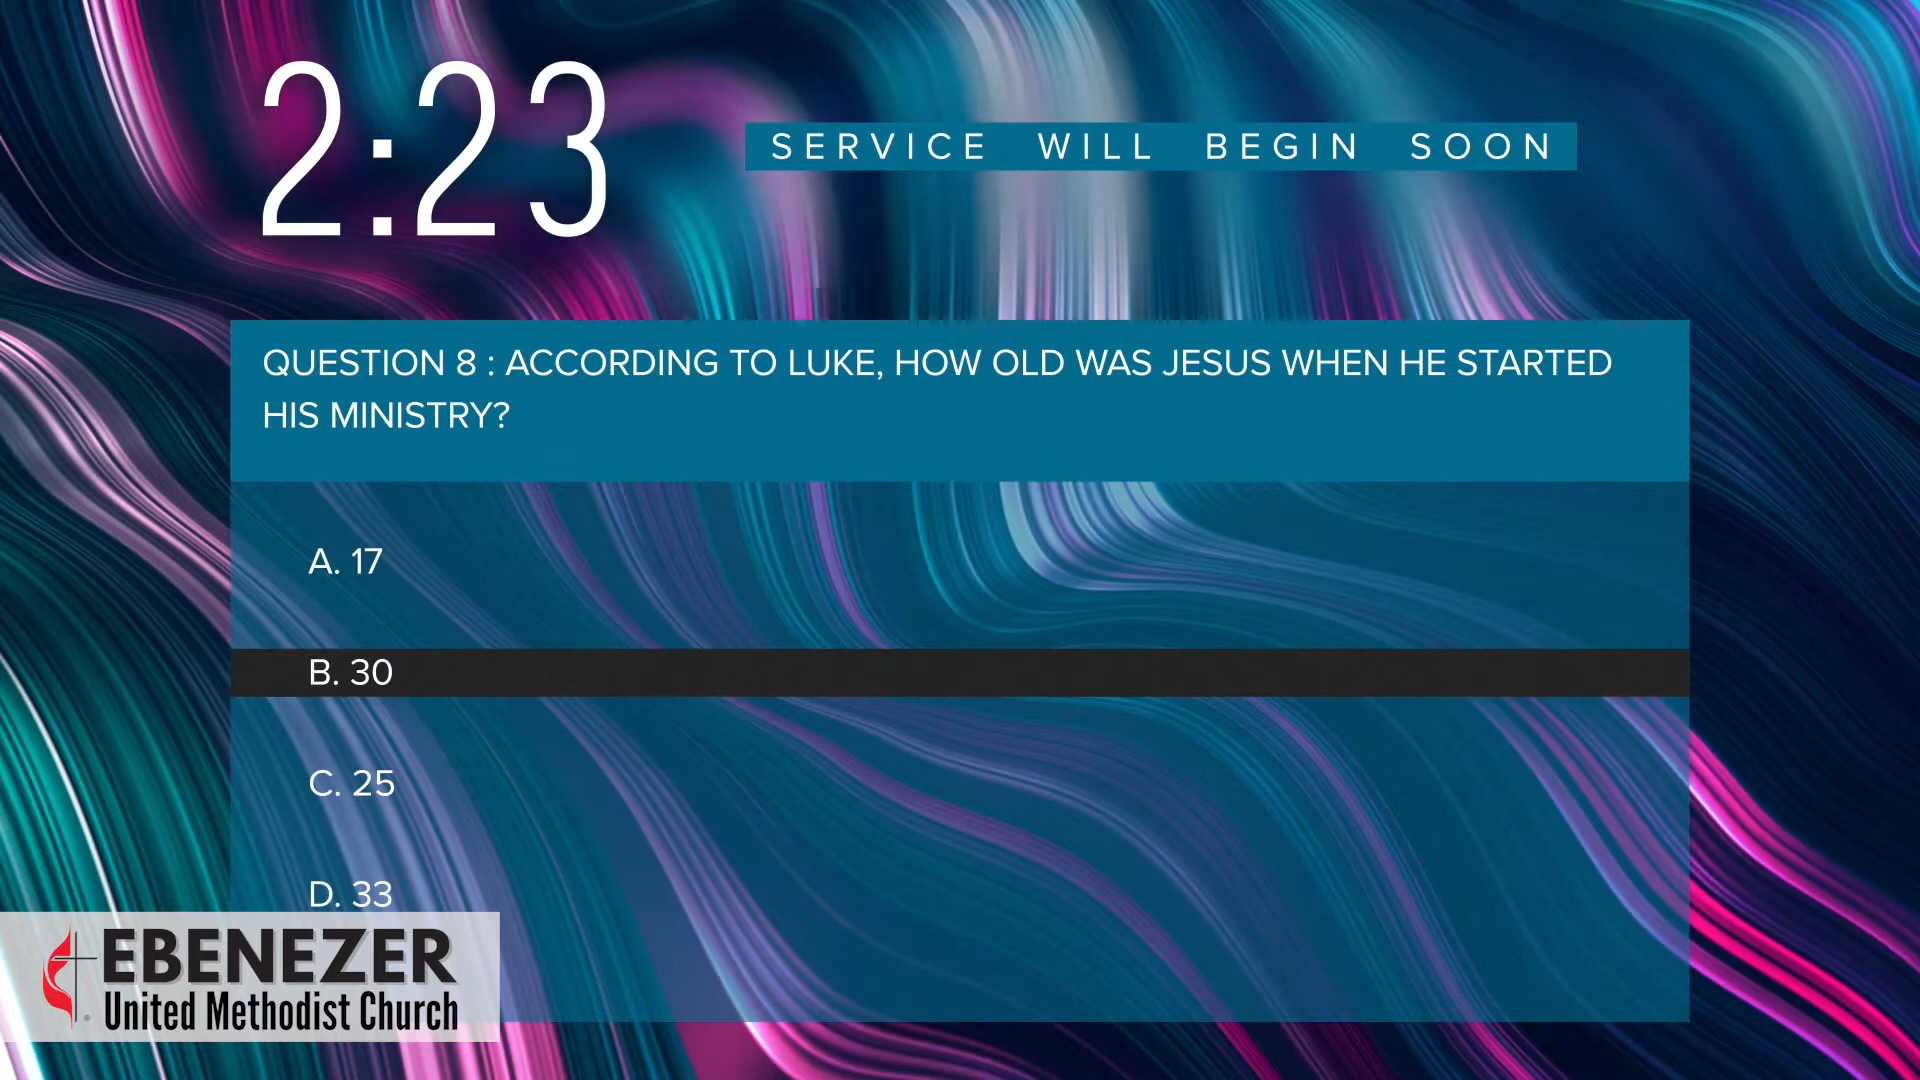 2:23
SERVICE WILL BEGIN SOON
QUESTION 8 : ACCORDING TO LUKE, HOW OLD WAS JESUS WHEN HE STARTED
HIS MINISTRY?
A. 17
B. 30
C. 25
D. 33
EBENEZER
United Methodist Church